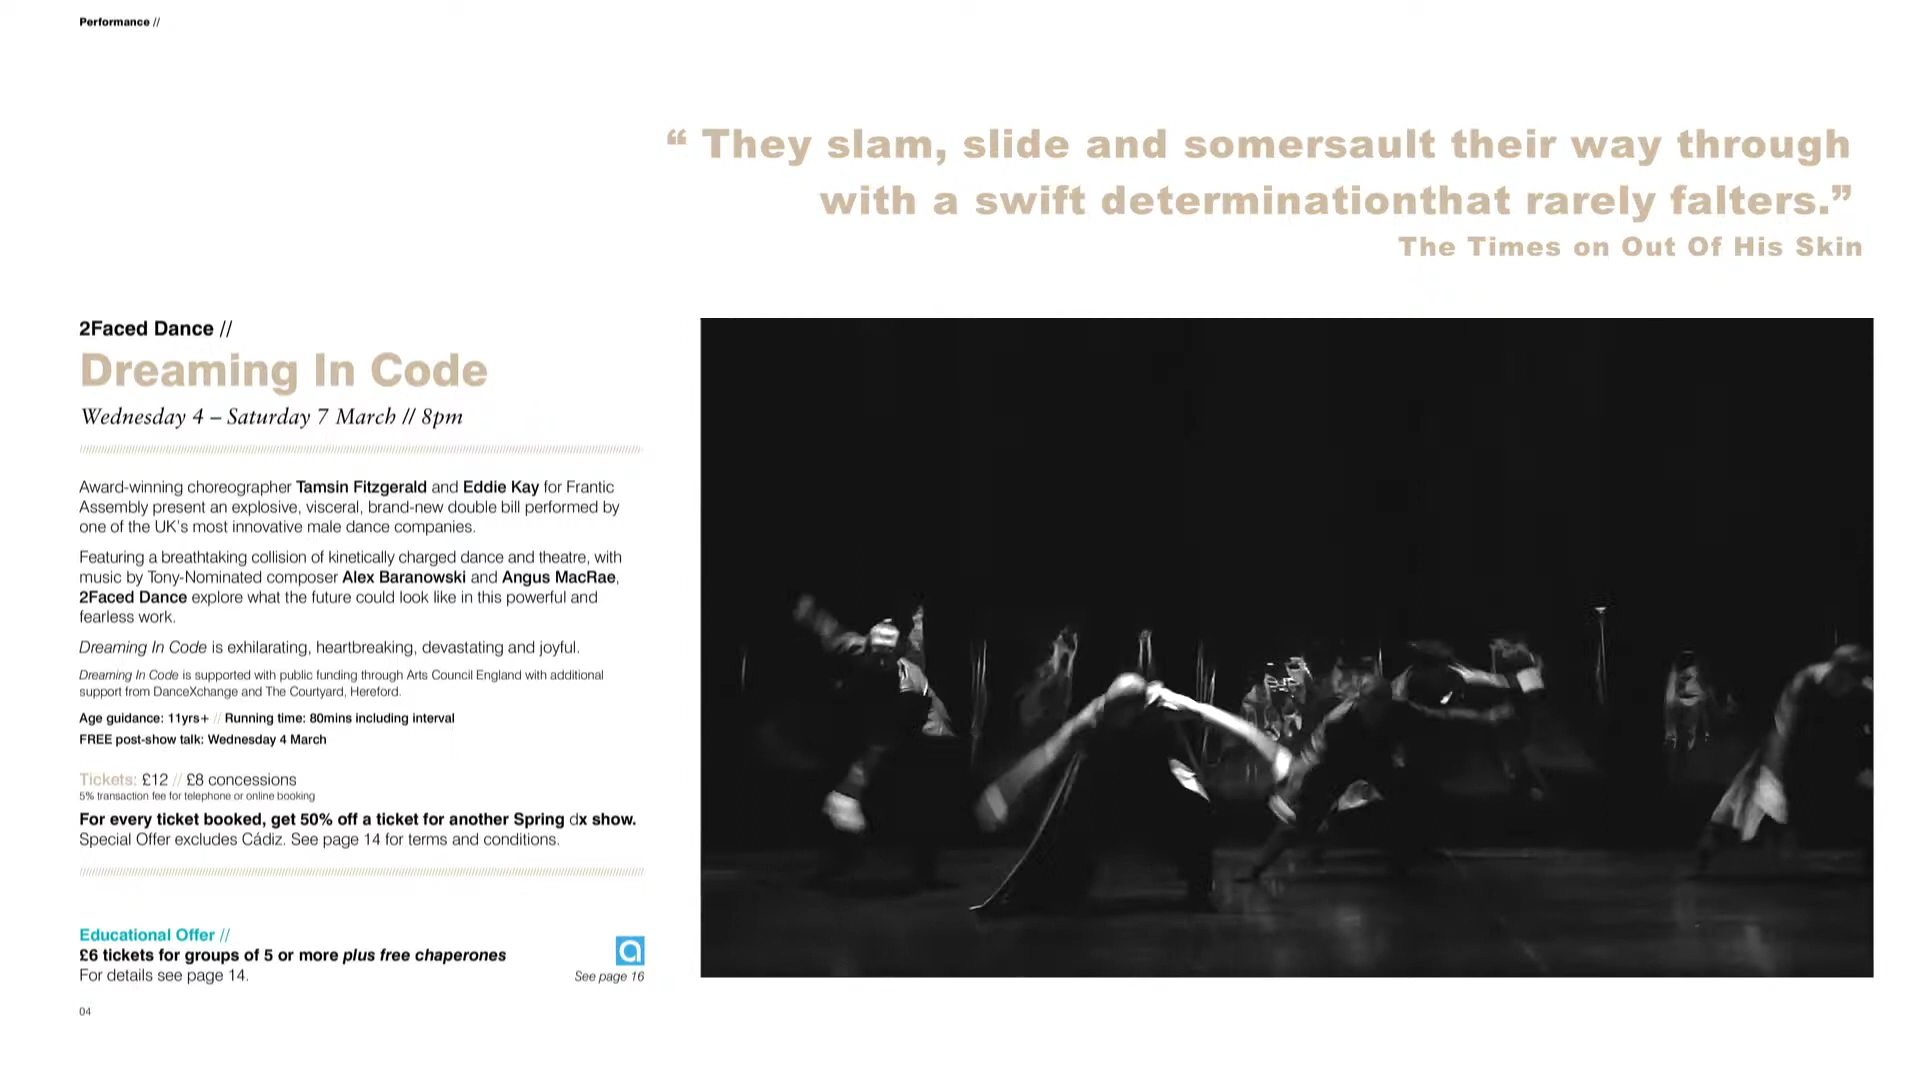 Performance //
“ They slam, slide and somersault their way through
with a swift determinationthat rarely falters.”
The Times on Out Of His Skin
2Faced Dance //
Dreaming In Code
Wednesday 4 – Saturday 7 March // 8pm
Award-winning choreographer Tamsin Fitzgerald and Eddie Kay for Frantic
Assembly present an explosive, visceral, brand-new double bill performed by
one of the UK's most innovative male dance companies.
Featuring a breathtaking collision of kinetically charged dance and theatre, with
music by Tony-Nominated composer Alex Baranowski and Angus MacRae,
2Faced Dance explore what the future could look like in this powerful and
fearless work.
Dreaming In Code is exhilarating, heartbreaking, devastating and joyful.
Dreaming In Code is supported with public funding through Arts Council England with additional
support from DanceXchange and The Courtyard, Hereford.
Age guidance: 11yrs+ // Running time: 80mins including interval
FREE post-show talk: Wednesday 4 March
Tickets: £12 // £8 concessions
5% transaction fee for telephone or online booking
For every ticket booked, get 50% off a ticket for another Spring dx show.
Special Offer excludes Cádiz. See page 14 for terms and conditions.
Educational Offer //
£6 tickets for groups of 5 or more plus free chaperones
For details see page 14.
a
See page 16
04